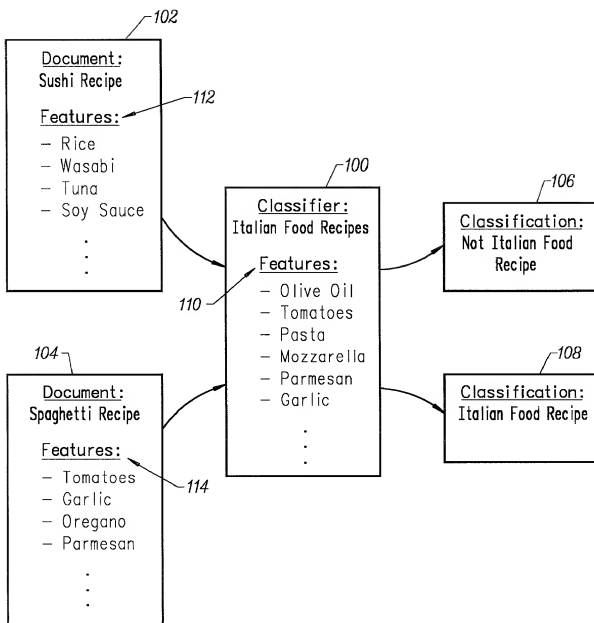 102
Document:
Sushi Recipe
Features:
112
– Rice
– Wasabi
– Tuna
– Soy Sauce
.
.
.
104
Document:
Spaghetti Recipe
Features:
114
– Tomatoes
– Garlic
– Oregano
– Parmesan
.
.
.
100
Classifier:
Italian Food Recipes
110
Features:
– Olive Oil
– Tomatoes
– Pasta
– Mozzarella
– Parmesan
– Garlic
.
.
.
106
Classification:
Not Italian Food
Recipe
108
Classification:
Italian Food Recipe